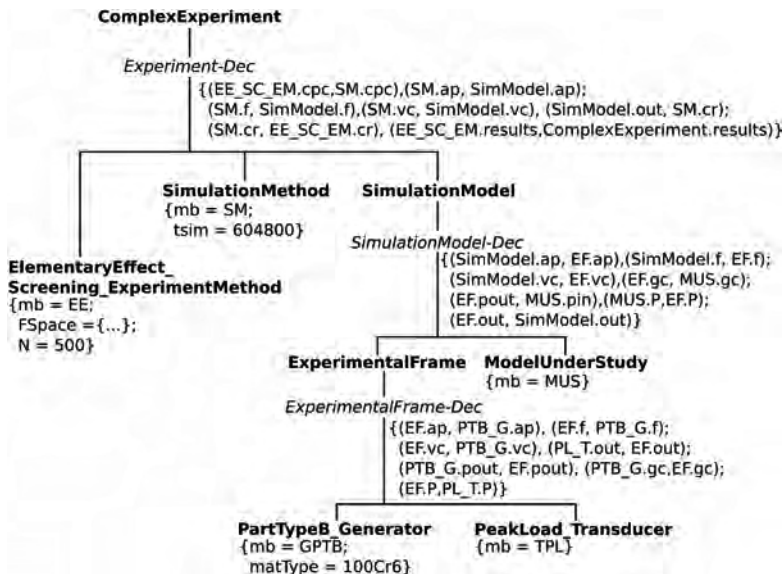 ComplexExperiment
Experiment-Dec
{(EE_SC_EM.cpc,SM.cpc),(SM.ap, SimModel.ap);
(SM.f, SimModel.f),(SM.vc, SimModel.vc), (SimModel.out, SM.cr);
(SM.cr, EE_SC_EM.cr), (EE_SC_EM.results,ComplexExperiment.results)}
SimulationMethod
{mb = SM;
tsim = 604800}
SimulationModel
SimulationModel-Dec
{(SimModel.ap, EF.ap),(SimModel.f, EF.f);
(SimModel.vc, EF.vc),(EF.gc, MUS.gc);
(EF.pout, MUS.pin),(MUS.P,EF.P);
(EF.out, SimModel.out)}
ElementaryEffect_
Screening_ExperimentMethod
{mb = EE;
FSpace ={...};
N = 500}
ExperimentalFrame
ModelUnderStudy
{mb = MUS}
ExperimentalFrame-Dec
{(EF.ap, PTB_G.ap), (EF.f, PTB_G.f);
(EF.vc, PTB_G.vc), (PL_T.out, EF.out);
(PTB_G.pout, EF.pout), (PTB_G.gc,EF.gc);
(EF.P,PL_T.P)}
PartTypeB_Generator
{mb = GPTB;
matType = 100Cr6}
PeakLoad_Transducer
{mb = TPL}